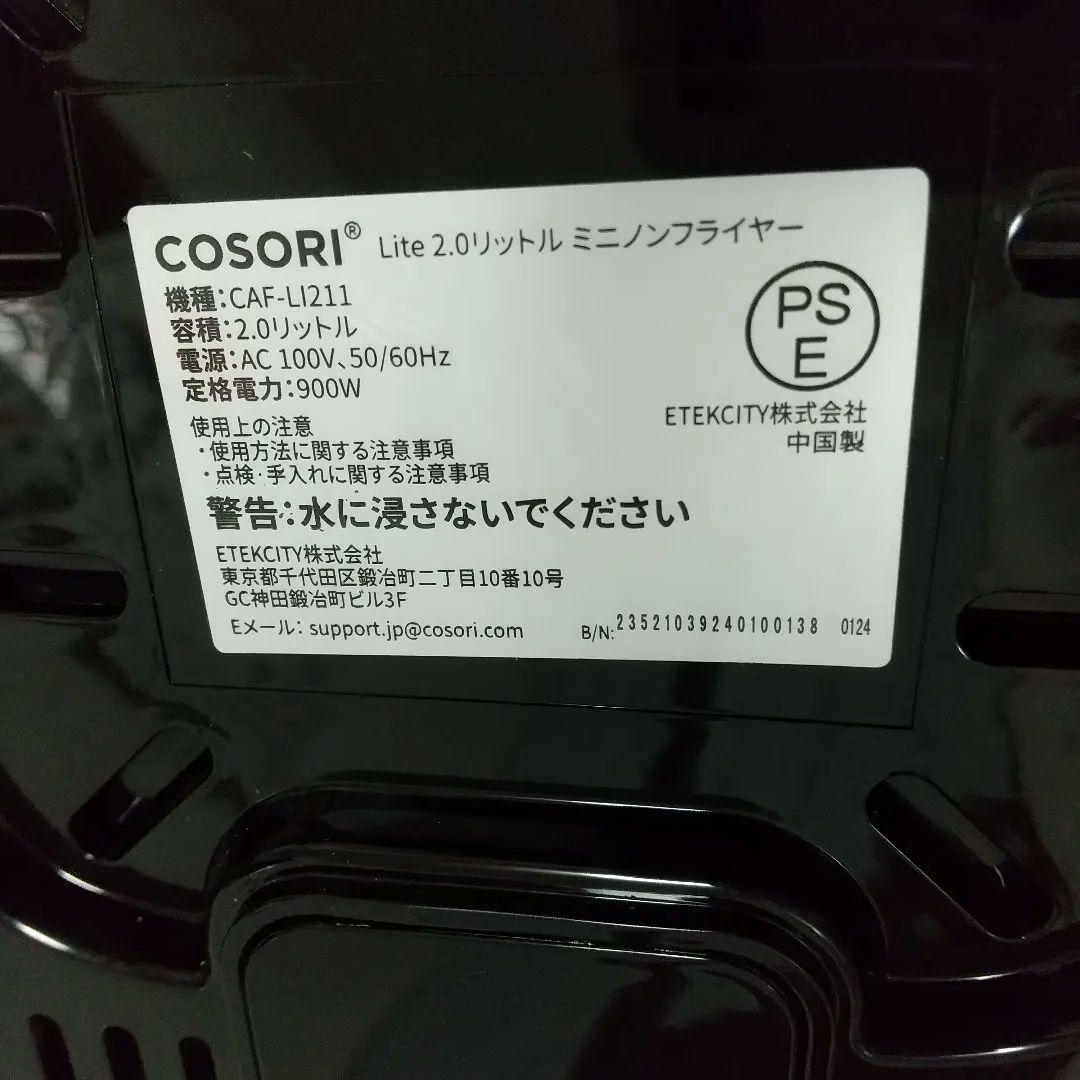 COSORI® Lite 2.0リットル ミニノンフライヤー
機種:CAF-LI211
容積:2.0リットル
電源:AC 100V、50/60Hz
定格電力:900W
PS
E
ETEKCITY株式会社
中国製
使用上の注意
・使用方法に関する注意事項
・点検·手入れに関する注意事項
警告:水に浸さないでください
ETEKCITY株式会社
東京都千代田区鍛冶町二丁目10番10号
GC神田鍛冶町ビル3F
Eメール: support.jp@cosori.com
B/N: 23521039240100138 0124